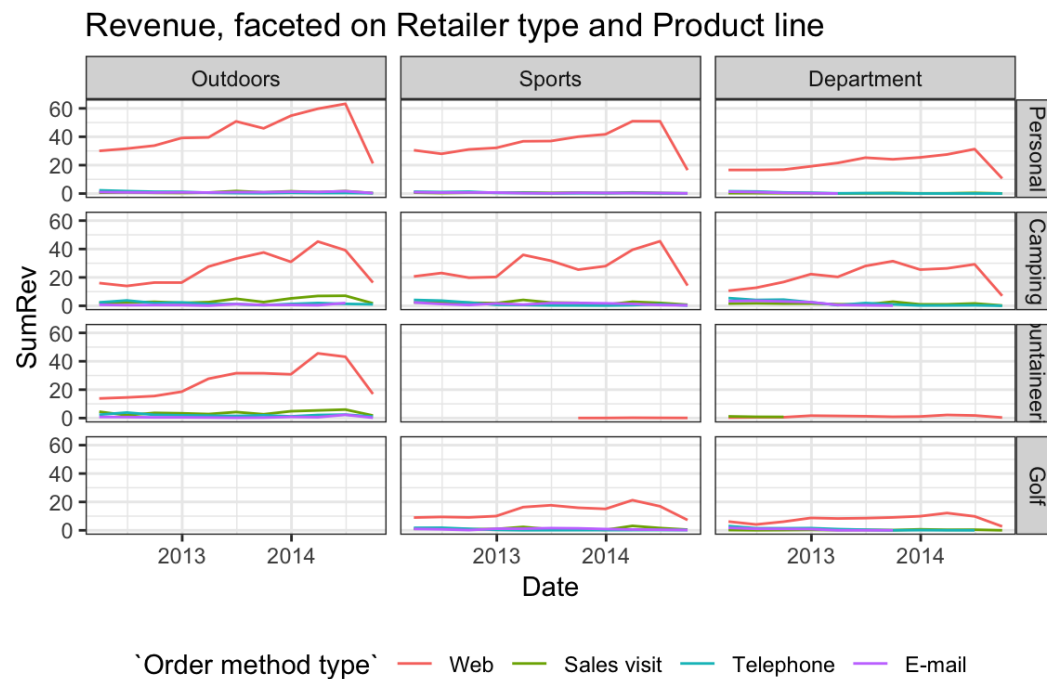 Revenue, faceted on Retailer type and Product line
Outdoors
Sports
Department
60
40
20
0
Personal
60
40
20
0
Camping
60
40
20
0
ountaineeri
60
40
20
0
Golf
SumRev
2013
2014
2013
2014
2013
2014
Date
`Order method type`
Web
Sales visit
Telephone
E-mail